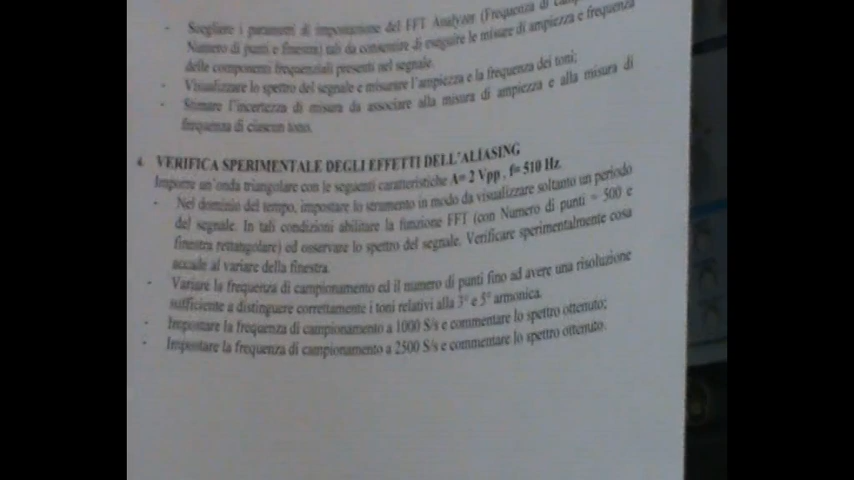 - Scegliere i parametri di impostazione del FFT Analyzer (Frequenza di
Numero di punti e finestra) tali da consentire di eseguire le misure di ampiezza e frequenza
delle componenti frequenziali presenti nel segnale.
- Visualizzare lo spettro del segnale e misurare l'ampiezza e la frequenza dei toni;
- Stimare l'incertezza di misura da associare alla misura di ampiezza e alla misura di
frequenza di ciascun tono.
4. VERIFICA SPERIMENTALE DEGLI EFFETTI DELL'ALIASING
Imporre un'onda triangolare con le seguenti caratteristiche A= 2 Vpp , f= 510 Hz.
- Nel dominio del tempo, impostare lo strumento in modo da visualizzare soltanto un periodo
del segnale. In tali condizioni abilitare la funzione FFT (con Numero di punti = 500 e
finestra rettangolare) ed osservare lo spettro del segnale. Verificare sperimentalmente cosa
accade al variare della finestra.
- Variare la frequenza di campionamento ed il numero di punti fino ad avere una risoluzione
sufficiente a distinguere correttamente i toni relativi alla 3° e 5° armonica.
- Impostare la frequenza di campionamento a 1000 S/s e commentare lo spettro ottenuto;
- Impostare la frequenza di campionamento a 2500 S/s e commentare lo spettro ottenuto.